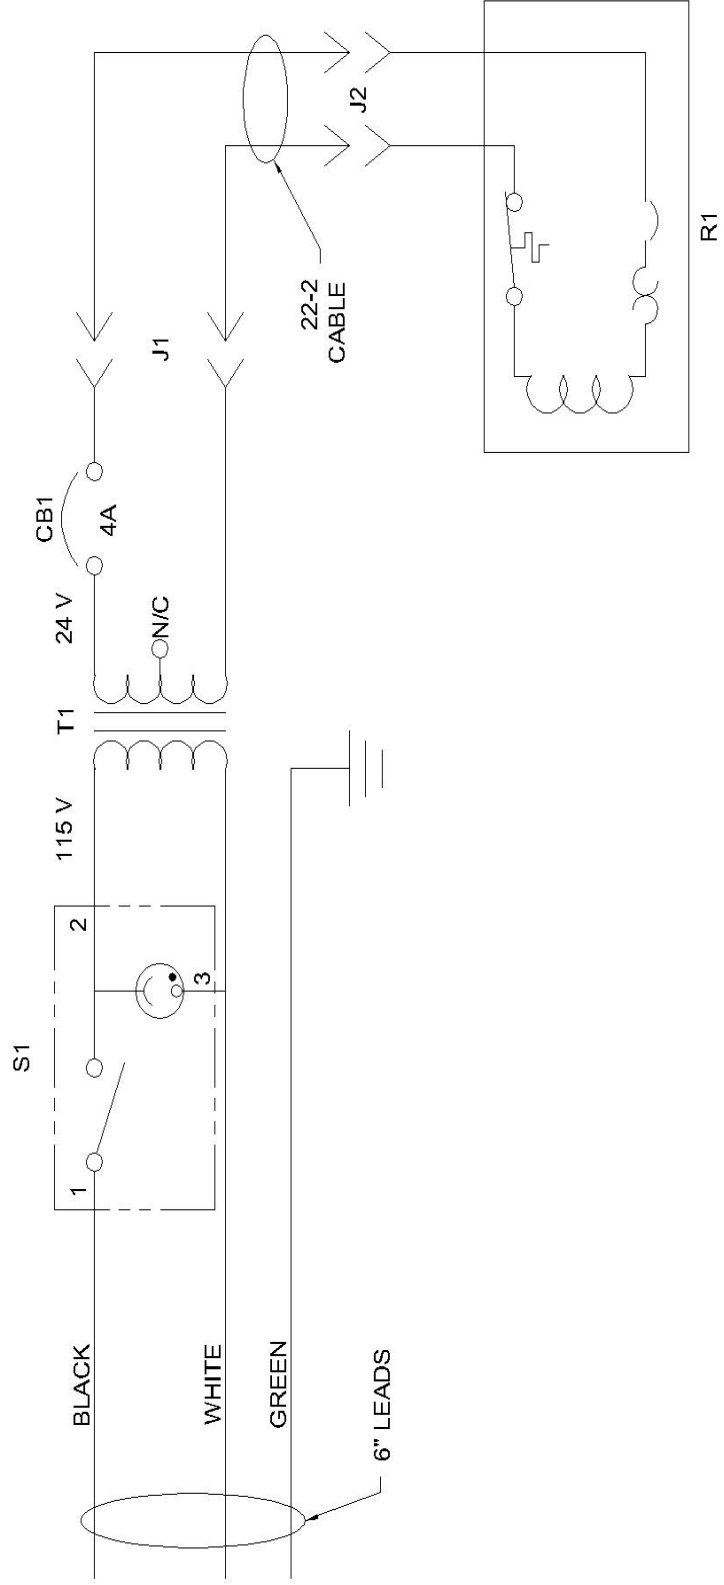 BLACK
WHITE
GREEN
6" LEADS
S1
1
2
3
115 V
T1
24 V
N/C
CB1
4A
J1
22-2
CABLE
J2
R1